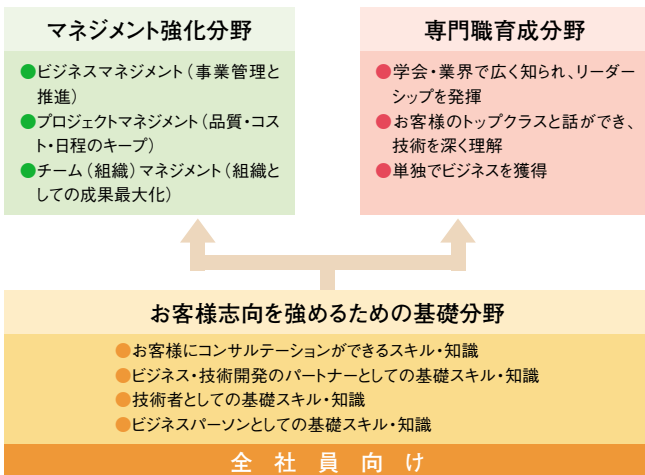 マネジメント強化分野
●ビジネスマネジメント（事業管理と
推進）
●プロジェクトマネジメント（品質・コス
ト・日程のキープ）
●チーム（組織）マネジメント（組織と
しての成果最大化）
専門職育成分野
●学会・業界で広く知られ、リーダー
シップを発揮
●お客様のトップクラスと話ができ、
技術を深く理解
●単独でビジネスを獲得
お客様志向を強めるための基礎分野
●お客様にコンサルテーションができるスキル・知識
●ビジネス・技術開発のパートナーとしての基礎スキル・知識
●技術者としての基礎スキル・知識
●ビジネスパーソンとしての基礎スキル・知識
全社員向け